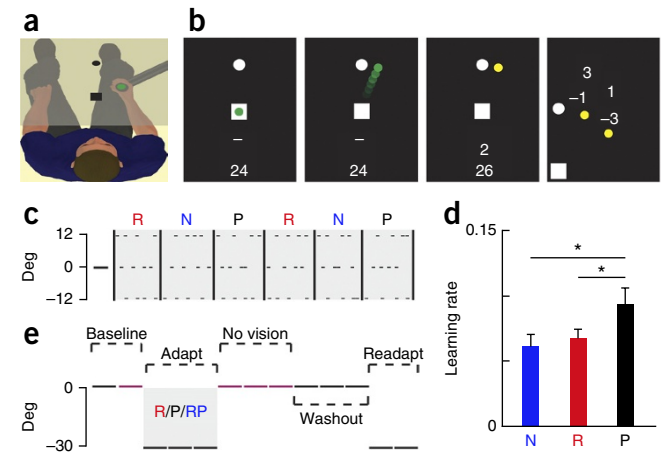 a
b
–
24
–
24
2
26
3
1
–1
–3
c
R N P R N P
12
0
–12
Deg
d
0.15
*
*
Learning rate
0
N R P
e
Baseline
No vision
Adapt
Readapt
0
R/P/RP
Washout
Deg
–30